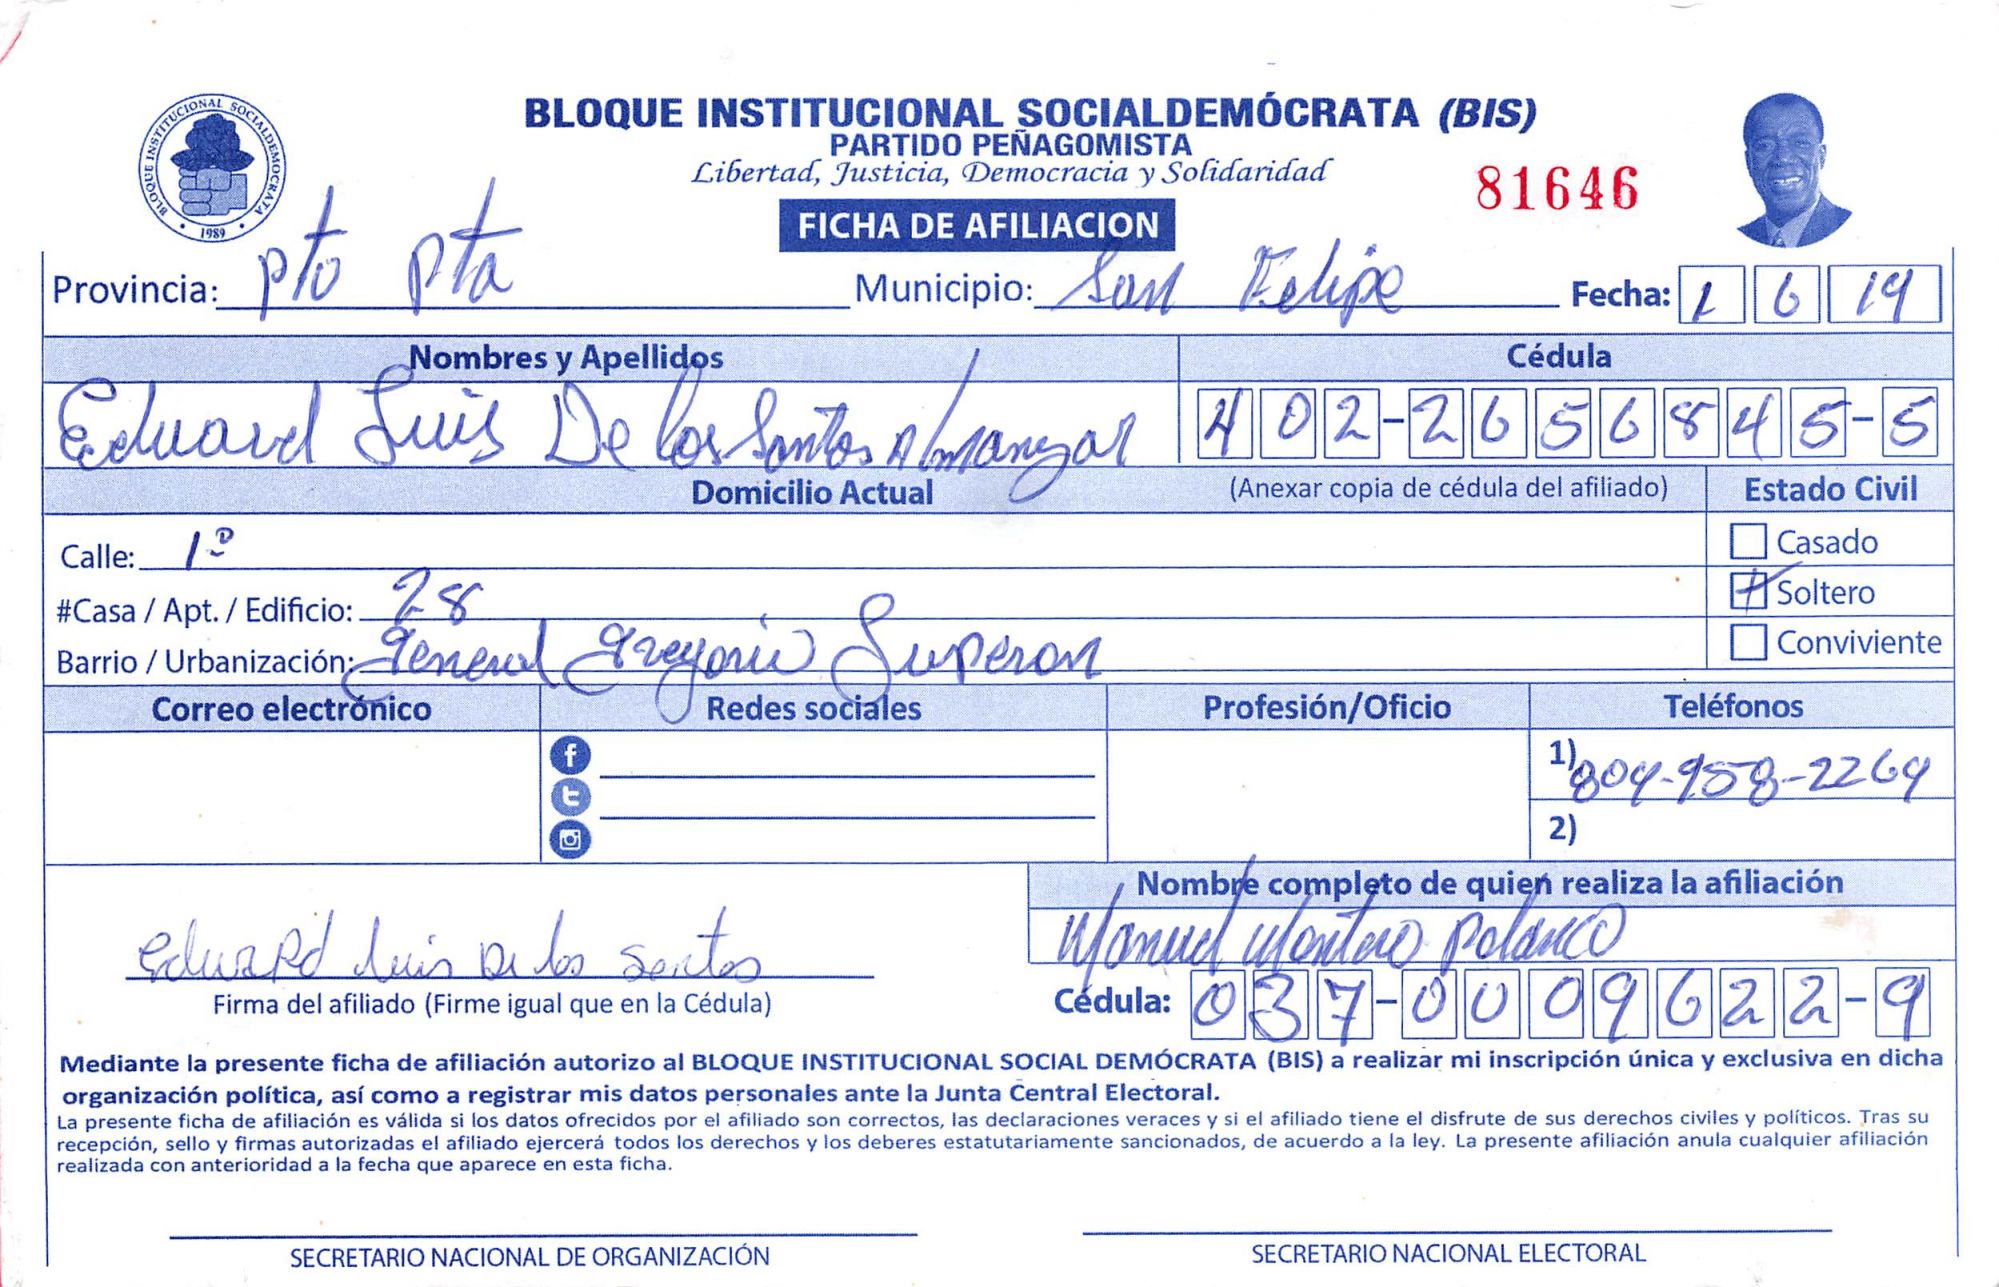 BLOQUE INSTITUCIONAL SOCIALDEMOCRATA
1989
BLOQUE INSTITUCIONAL SOCIALDEMÓCRATA (BIS)
PARTIDO PEÑAGOMISTA
Libertad, Justicia, Democracia y Solidaridad
81646
FICHA DE AFILIACION
Provincia: Pto Pta Municipio: San Felipe Fecha: 1 6 19
Nombres y Apellidos Cédula
Eduard Luis De los Santos Almanzar 402-2656845-5
Domicilio Actual (Anexar copia de cédula del afiliado) Estado Civil
Calle: 1º Casado
#Casa / Apt. / Edificio: 28 Soltero
Barrio / Urbanización: General Gregorio Luperon Conviviente
Correo electrónico Redes sociales Profesión/Oficio Teléfonos
1) 809-958-2269
2)
Nombre completo de quien realiza la afiliación
Eduard Luis De los Santos Manuel Montero Polanco
Firma del afiliado (Firme igual que en la Cédula) Cédula: 037-0009622-9
Mediante la presente ficha de afiliación autorizo al BLOQUE INSTITUCIONAL SOCIAL DEMÓCRATA (BIS) a realizar mi inscripción única y exclusiva en dicha
organización política, así como a registrar mis datos personales ante la Junta Central Electoral.
La presente ficha de afiliación es válida si los datos ofrecidos por el afiliado son correctos, las declaraciones veraces y si el afiliado tiene el disfrute de sus derechos civiles y políticos. Tras su
recepción, sello y firmas autorizadas el afiliado ejercerá todos los derechos y los deberes estatutariamente sancionados, de acuerdo a la ley. La presente afiliación anula cualquier afiliación
realizada con anterioridad a la fecha que aparece en esta ficha.
SECRETARIO NACIONAL DE ORGANIZACIÓN SECRETARIO NACIONAL ELECTORAL